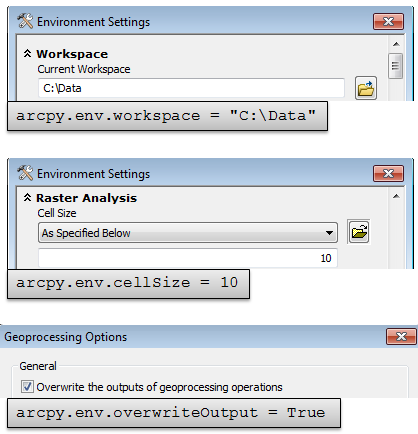 Environment Settings
Workspace
Current Workspace
C:\Data
arcpy.env.workspace = "C:\Data"
Environment Settings
Raster Analysis
Cell Size
As Specified Below
10
arcpy.env.cellSize = 10
Geoprocessing Options
General
Overwrite the outputs of geoprocessing operations
arcpy.env.overwriteOutput = True